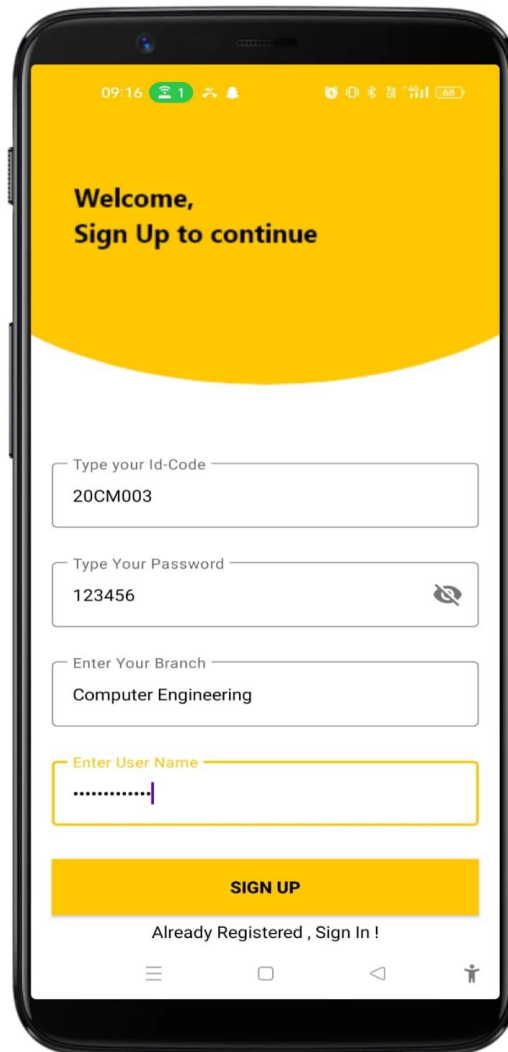 09:16 1 68
Welcome,
Sign Up to continue
Type your Id-Code
20CM003
Type Your Password
123456
Enter Your Branch
Computer Engineering
Enter User Name
•••••••••••••
SIGN UP
Already Registered , Sign In !